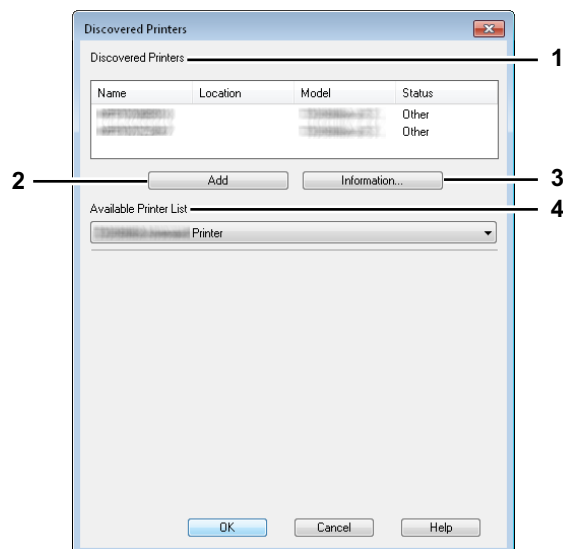 Discovered Printers
Discovered Printers
1
Name Location Model Status
Other
Other
2
Add Information...
3
Available Printer List
4
Printer
OK Cancel Help